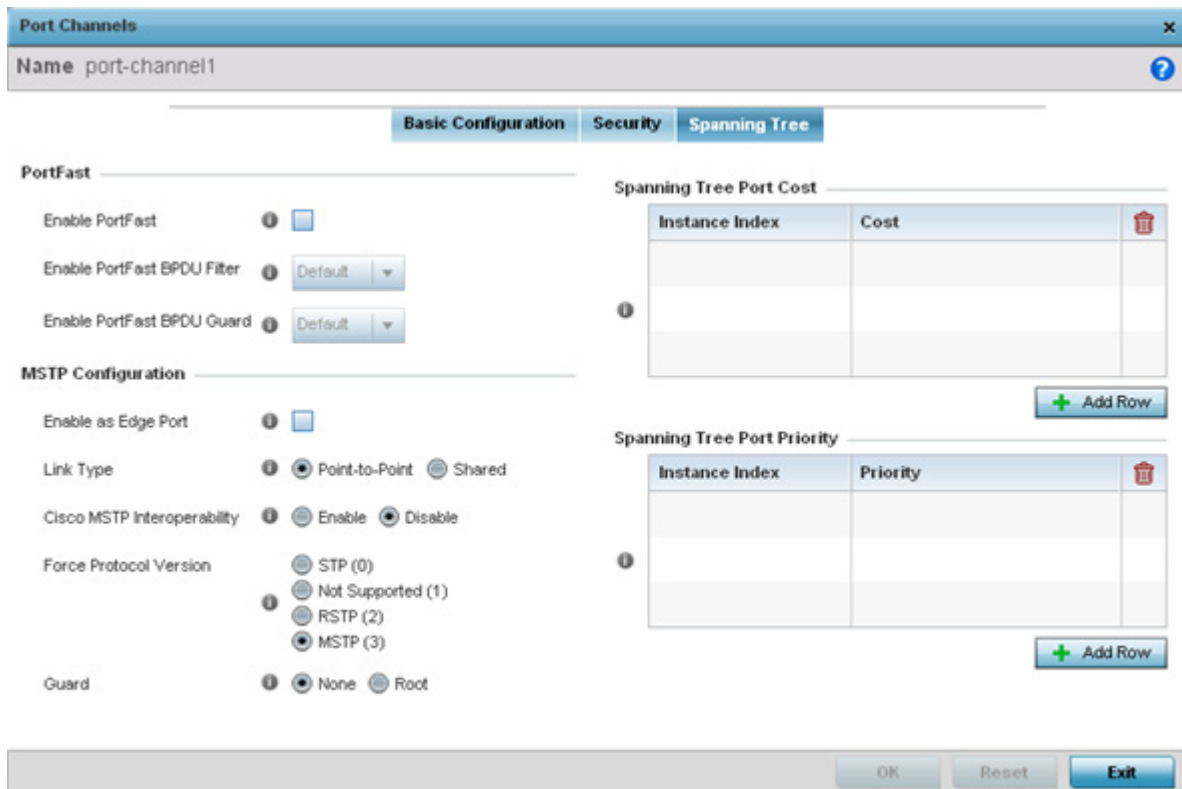 Port Channels
Name port-channel1
Basic Configuration Security Spanning Tree
PortFast
Enable PortFast
Enable PortFast BPDU Filter Default
Enable PortFast BPDU Guard Default
MSTP Configuration
Enable as Edge Port
Link Type Point-to-Point Shared
Cisco MSTP Interoperability Enable Disable
Force Protocol Version STP (0)
Not Supported (1)
RSTP (2)
MSTP (3)
Guard None Root
Spanning Tree Port Cost
Instance Index Cost
Add Row
Spanning Tree Port Priority
Instance Index Priority
Add Row
OK Reset Exit